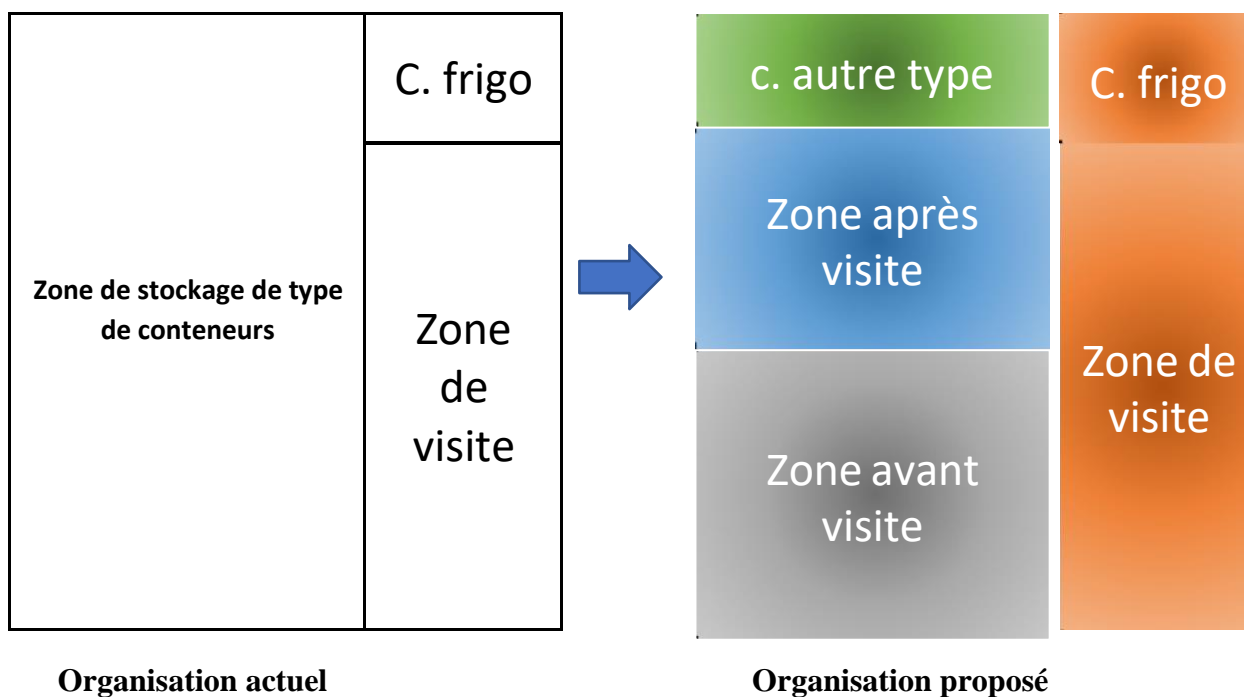 Zone de stockage de type
de conteneurs
C. frigo
Zone
de
visite
c. autre type
Zone après
visite
Zone avant
visite
C. frigo
Zone de
visite
Organisation actuel
Organisation proposé